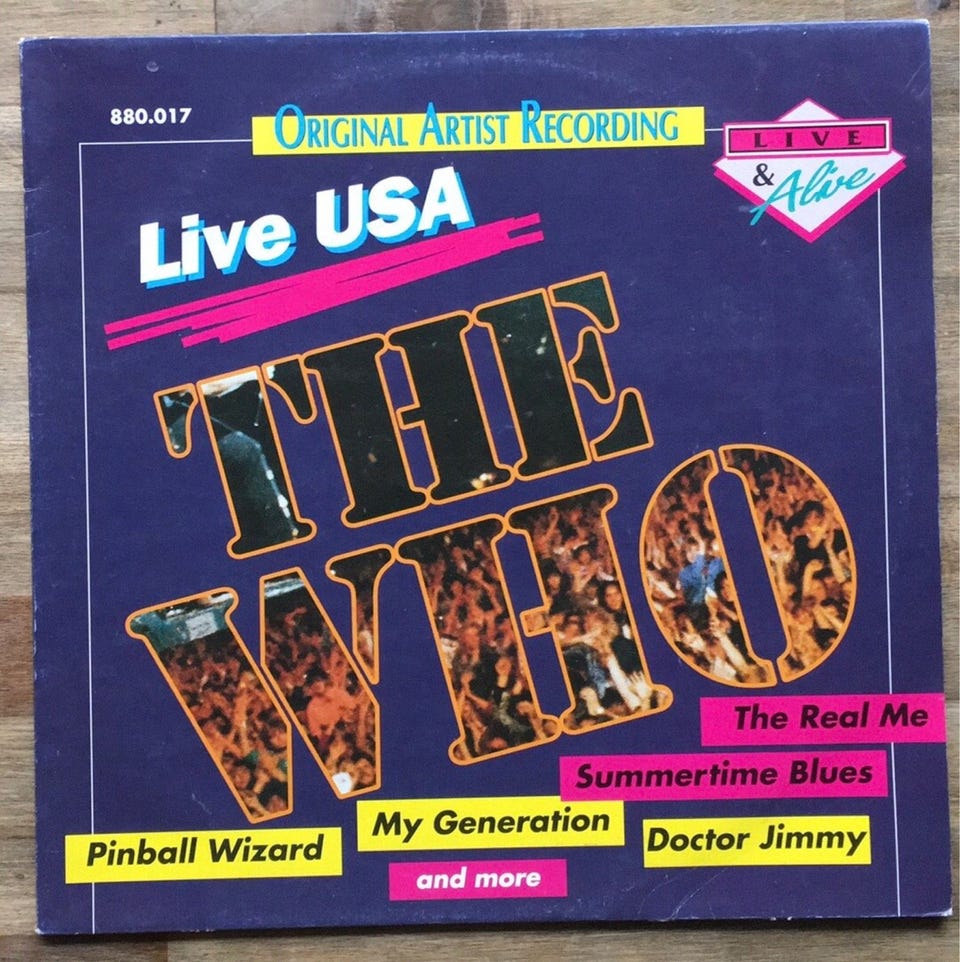 880.017
ORIGINAL ARTIST RECORDING
LIVE
& Alive
Live USA
THE
WHO
The Real Me
Summertime Blues
My Generation
Pinball Wizard
Doctor Jimmy
and more